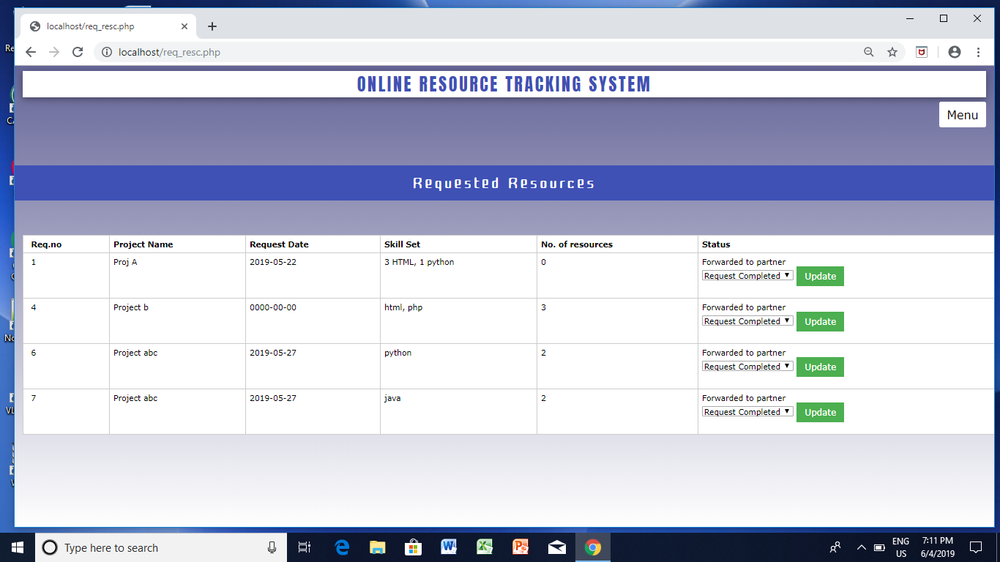 localhost/req_resc.php
localhost/req_resc.php
ONLINE RESOURCE TRACKING SYSTEM
Menu
Requested Resources
Req.no Project Name Request Date Skill Set No. of resources Status
1 Proj A 2019-05-22 3 HTML, 1 python 0 Forwarded to partner
Request Completed Update
4 Project b 0000-00-00 html, php 3 Forwarded to partner
Request Completed Update
6 Project abc 2019-05-27 python 2 Forwarded to partner
Request Completed Update
7 Project abc 2019-05-27 java 2 Forwarded to partner
Request Completed Update
Type here to search
ENG
US
7:11 PM
6/4/2019